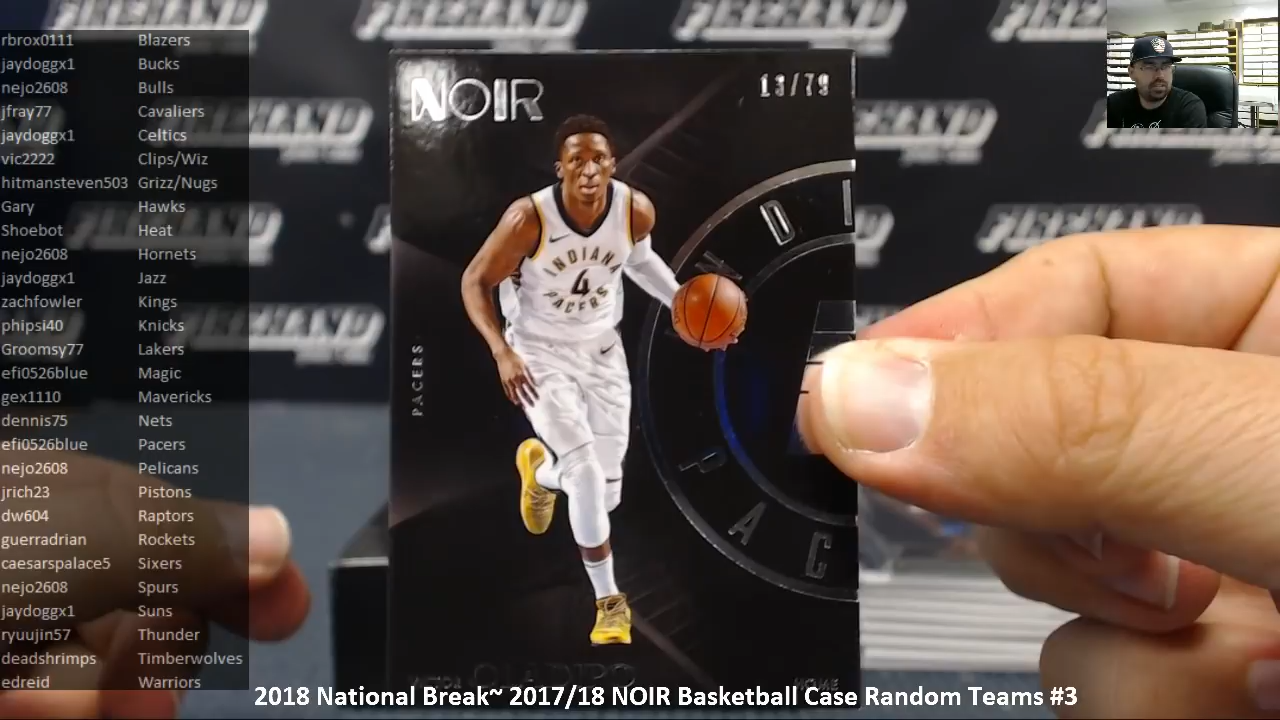 rbrox0111 Blazers
jaydoggx1 Bucks
nejo2608 Bulls
jfray77 Cavaliers
jaydoggx1 Celtics
vic2222 Clips/Wiz
hitmansteven503 Grizz/Nugs
Gary Hawks
Shoebot Heat
nejo2608 Hornets
jaydoggx1 Jazz
zachfowler Kings
phipsi40 Knicks
Groomsy77 Lakers
efi0526blue Magic
gex1110 Mavericks
dennis75 Nets
efi0526blue Pacers
nejo2608 Pelicans
jrich23 Pistons
dw604 Raptors
guerradrian Rockets
caesarspalace5 Sixers
nejo2608 Spurs
jaydoggx1 Suns
ryuujin57 Thunder
deadshrimps Timberwolves
edreid Warriors
NOIR
13/79
INDIANA
4
PACERS
PACERS
DI
PAC
OLADIPO
HOME
2018 National Break~ 2017/18 NOIR Basketball Case Random Teams #3